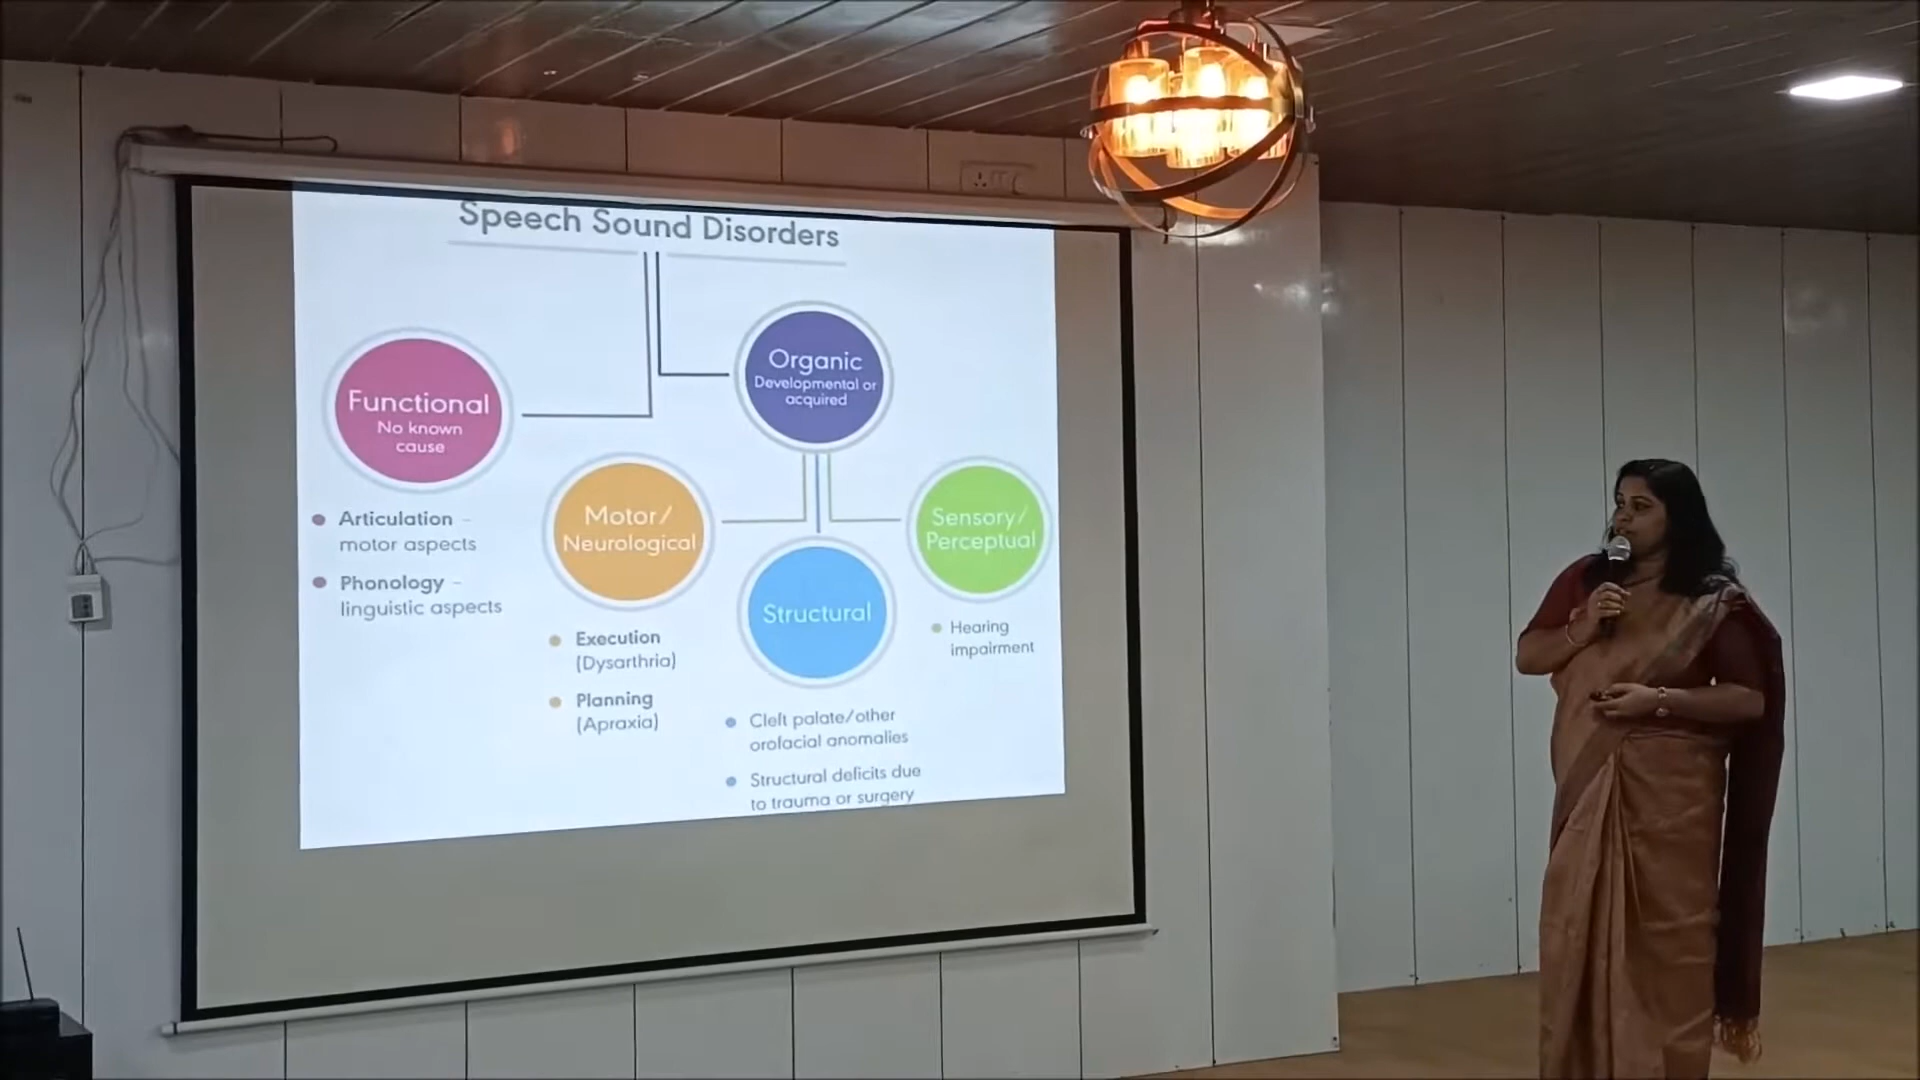 Speech Sound Disorders
Functional
No known
cause
Articulation –
motor aspects
Phonology –
linguistic aspects
Organic
Developmental or
acquired
Motor/
Neurological
Execution
(Dysarthria)
Planning
(Apraxia)
Structural
Cleft palate/other
orofacial anomalies
Structural deficits due
to trauma or surgery
Sensory/
Perceptual
Hearing
impairment